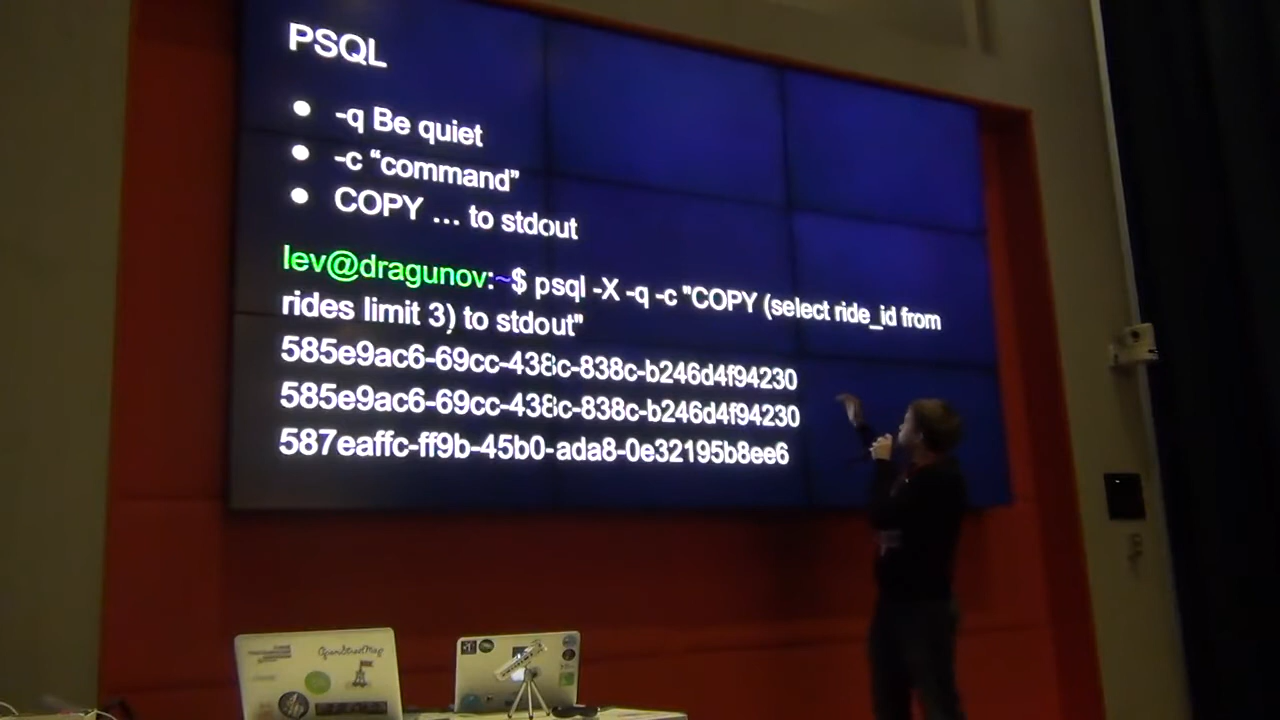 PSQL
● -q Be quiet
● -c “command”
● COPY … to stdout
lev@dragunov:~$ psql -X -q -c "COPY (select ride_id from
rides limit 3) to stdout"
585e9ac6-69cc-438c-838c-b246d4f94230
585e9ac6-69cc-438c-838c-b246d4f94230
587eaffc-ff9b-45b0-ada8-0e32195b8ee6
OpenStreetMap